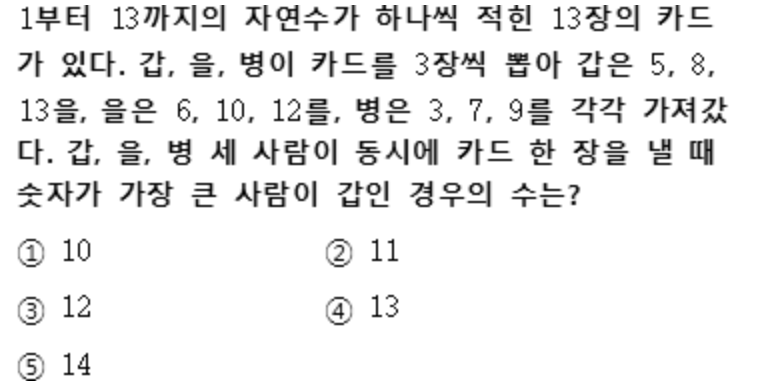 1부터 13까지의 자연수가 하나씩 적힌 13장의 카드
가 있다. 갑, 을, 병이 카드를 3장씩 뽑아 갑은 5, 8,
13을, 을은 6, 10, 12를, 병은 3, 7, 9를 각각 가져갔
다. 갑, 을, 병 세 사람이 동시에 카드 한 장을 낼 때
숫자가 가장 큰 사람이 갑인 경우의 수는?
① 10 ② 11
③ 12 ④ 13
⑤ 14